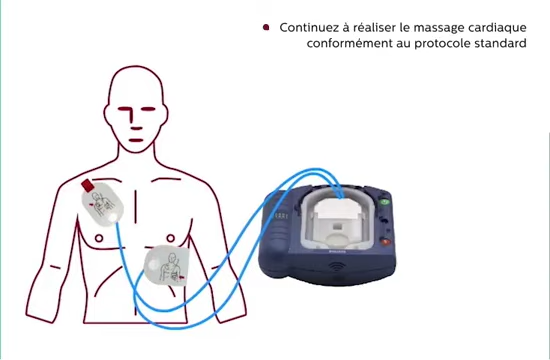 Continuez à réaliser le massage cardiaque
conformément au protocole standard